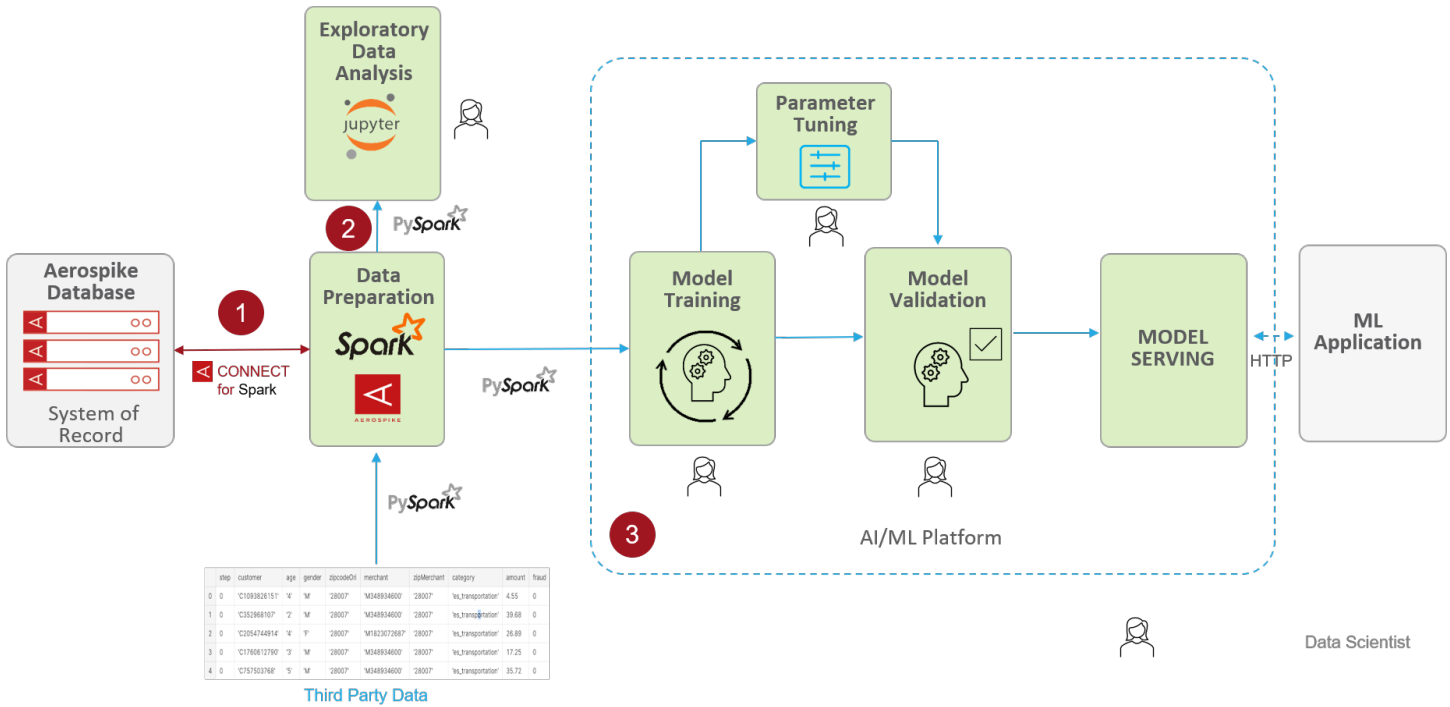 Exploratory
Data
Analysis
jupyter
2
PySpark
Parameter
Tuning
Aerospike
Database
System of
Record
1
CONNECT
for Spark
Data
Preparation
Spark
AEROSPIKE
PySpark
Model
Training
Model
Validation
MODEL
SERVING
HTTP
ML
Application
PySpark
3
AI/ML Platform
step customer age gender zipcodeOri merchant zipMerchant category amount fraud
0 0 'C1093826151' '4' 'M' '28007' 'M348934600' '28007' 'es_transportation' 4.55 0
1 0 'C352968107' '2' 'M' '28007' 'M348934600' '28007' 'es_transportation' 39.68 0
2 0 'C2054744914' '4' 'F' '28007' 'M1823072687' '28007' 'es_transportation' 26.89 0
3 0 'C1760612790' '3' 'M' '28007' 'M348934600' '28007' 'es_transportation' 17.25 0
4 0 'C757503768' '5' 'M' '28007' 'M348934600' '28007' 'es_transportation' 35.72 0
Third Party Data
Data Scientist